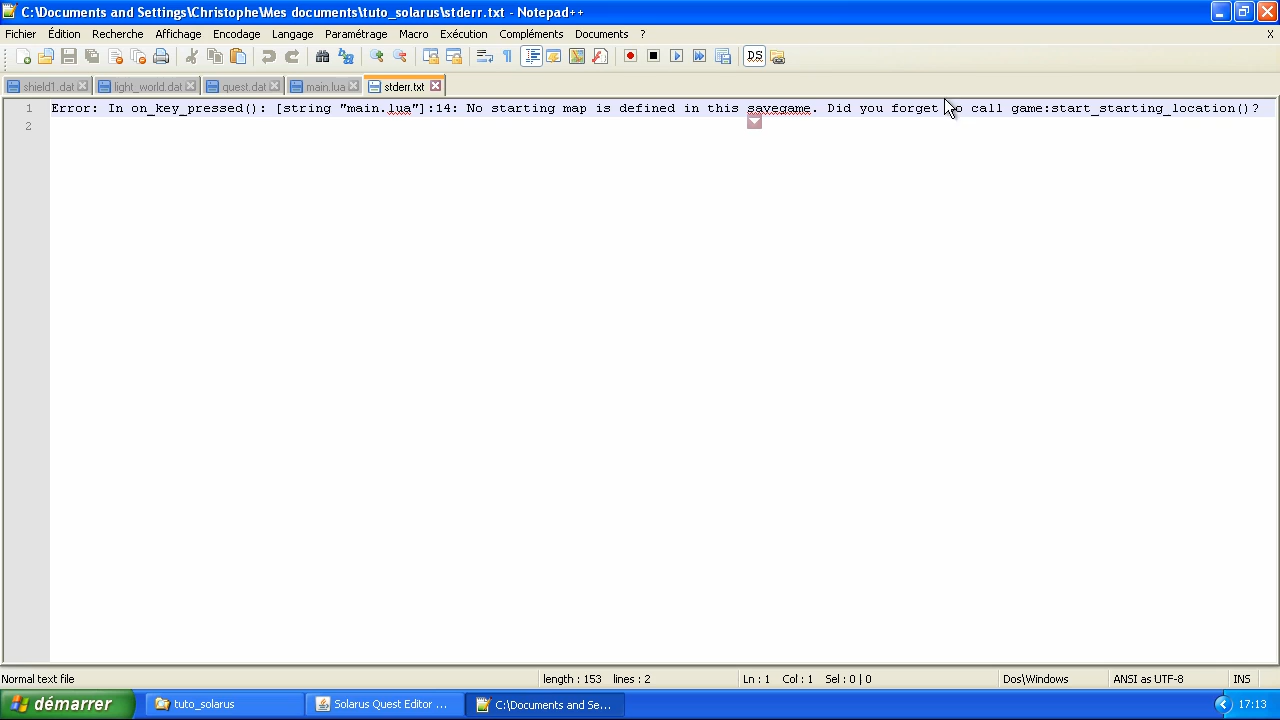 C:\Documents and Settings\Christophe\Mes documents\tuto_solarus\stderr.txt - Notepad++
Fichier Édition Recherche Affichage Encodage Langage Paramétrage Macro Exécution Compléments Documents ? X
shield1.dat light_world.dat quest.dat main.lua stderr.txt
1 Error: In on_key_pressed(): [string "main.lua"]:14: No starting map is defined in this savegame. Did you forget to call game:start_starting_location()?
2
Normal text file length : 153 lines : 2 Ln : 1 Col : 1 Sel : 0 | 0 Dos\Windows ANSI as UTF-8 INS
démarrer tuto_solarus Solarus Quest Editor ... C:\Documents and Se... 17:13